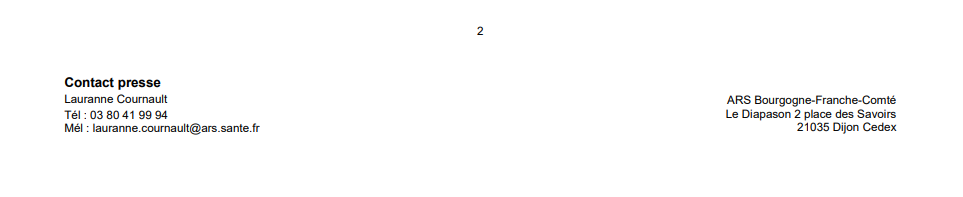 2
Contact presse
Lauranne Cournault
Tél : 03 80 41 99 94
Mél : lauranne.cournault@ars.sante.fr
ARS Bourgogne-Franche-Comté
Le Diapason 2 place des Savoirs
21035 Dijon Cedex